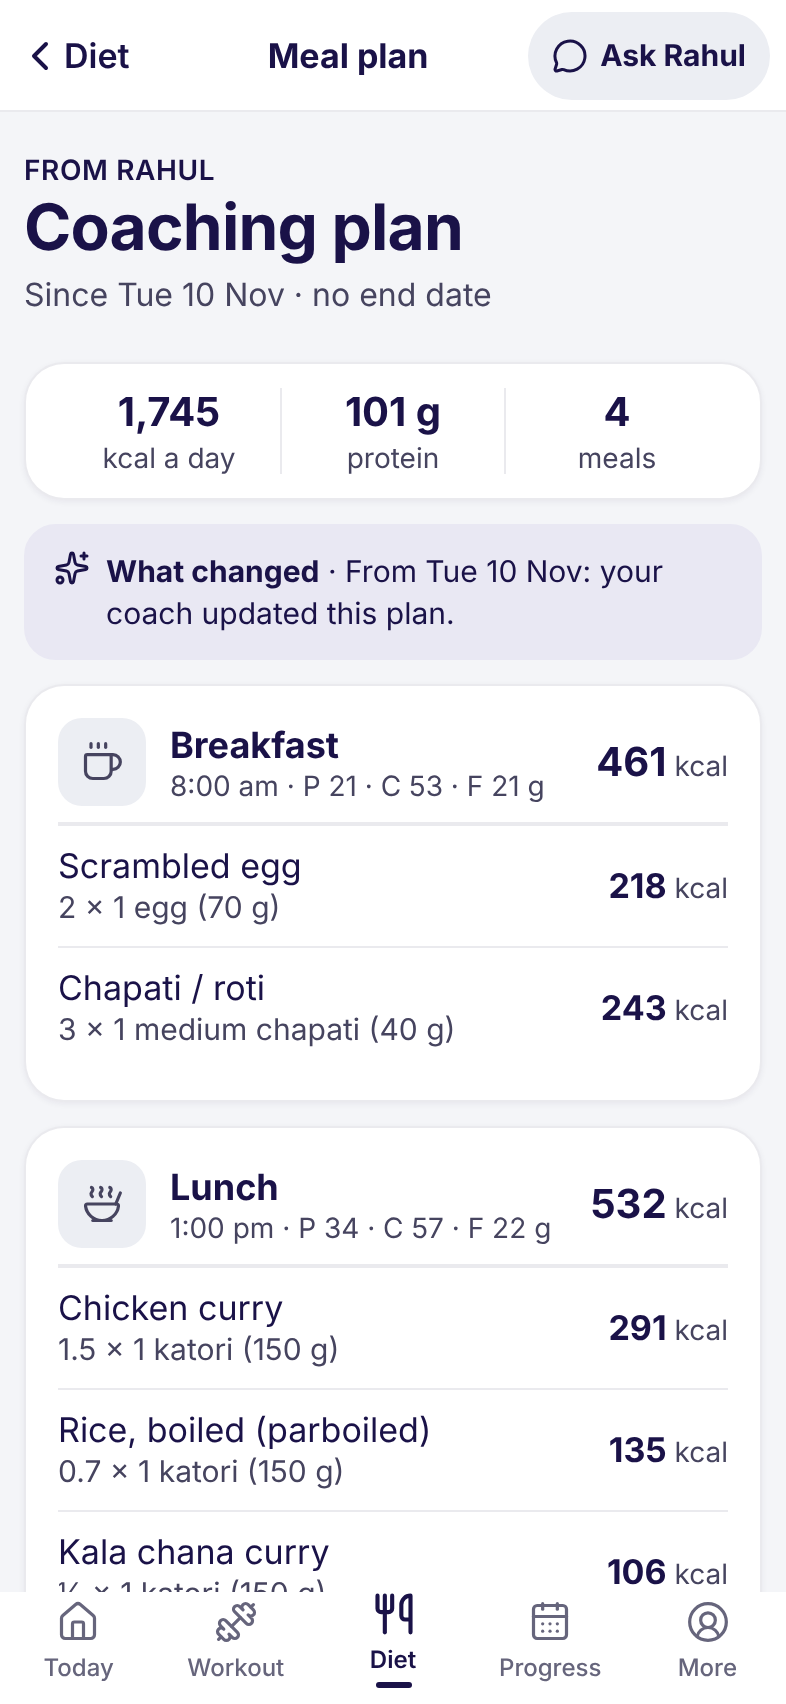 Diet
Meal plan
Ask Rahul
FROM RAHUL
Coaching plan
Since Tue 10 Nov · no end date
1,745
kcal a day
101 g
protein
4
meals
What changed · From Tue 10 Nov: your
coach updated this plan.
Breakfast
8:00 am · P 21 · C 53 · F 21 g
461 kcal
Scrambled egg
2 × 1 egg (70 g)
218 kcal
Chapati / roti
3 × 1 medium chapati (40 g)
243 kcal
Lunch
1:00 pm · P 34 · C 57 · F 22 g
532 kcal
Chicken curry
1.5 × 1 katori (150 g)
291 kcal
Rice, boiled (parboiled)
0.7 × 1 katori (150 g)
135 kcal
Kala chana curry
× 1 katori (150 g)
106 kcal
Today
Workout
Diet
Progress
More